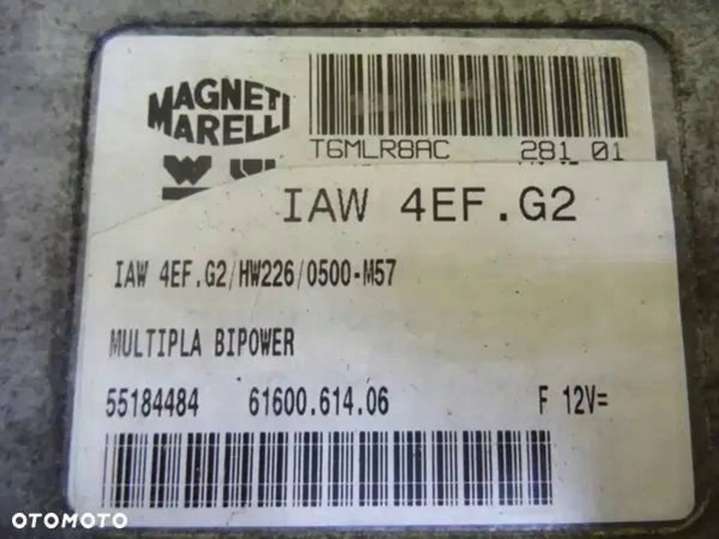 MAGNETI
MARELLI
T6MLR8AC 281 01
IAW 4EF.G2
IAW 4EF.G2/HW226/0500-M57
MULTIPLA BIPOWER
55184484 61600.614.06 F 12V=
OTOMOTO